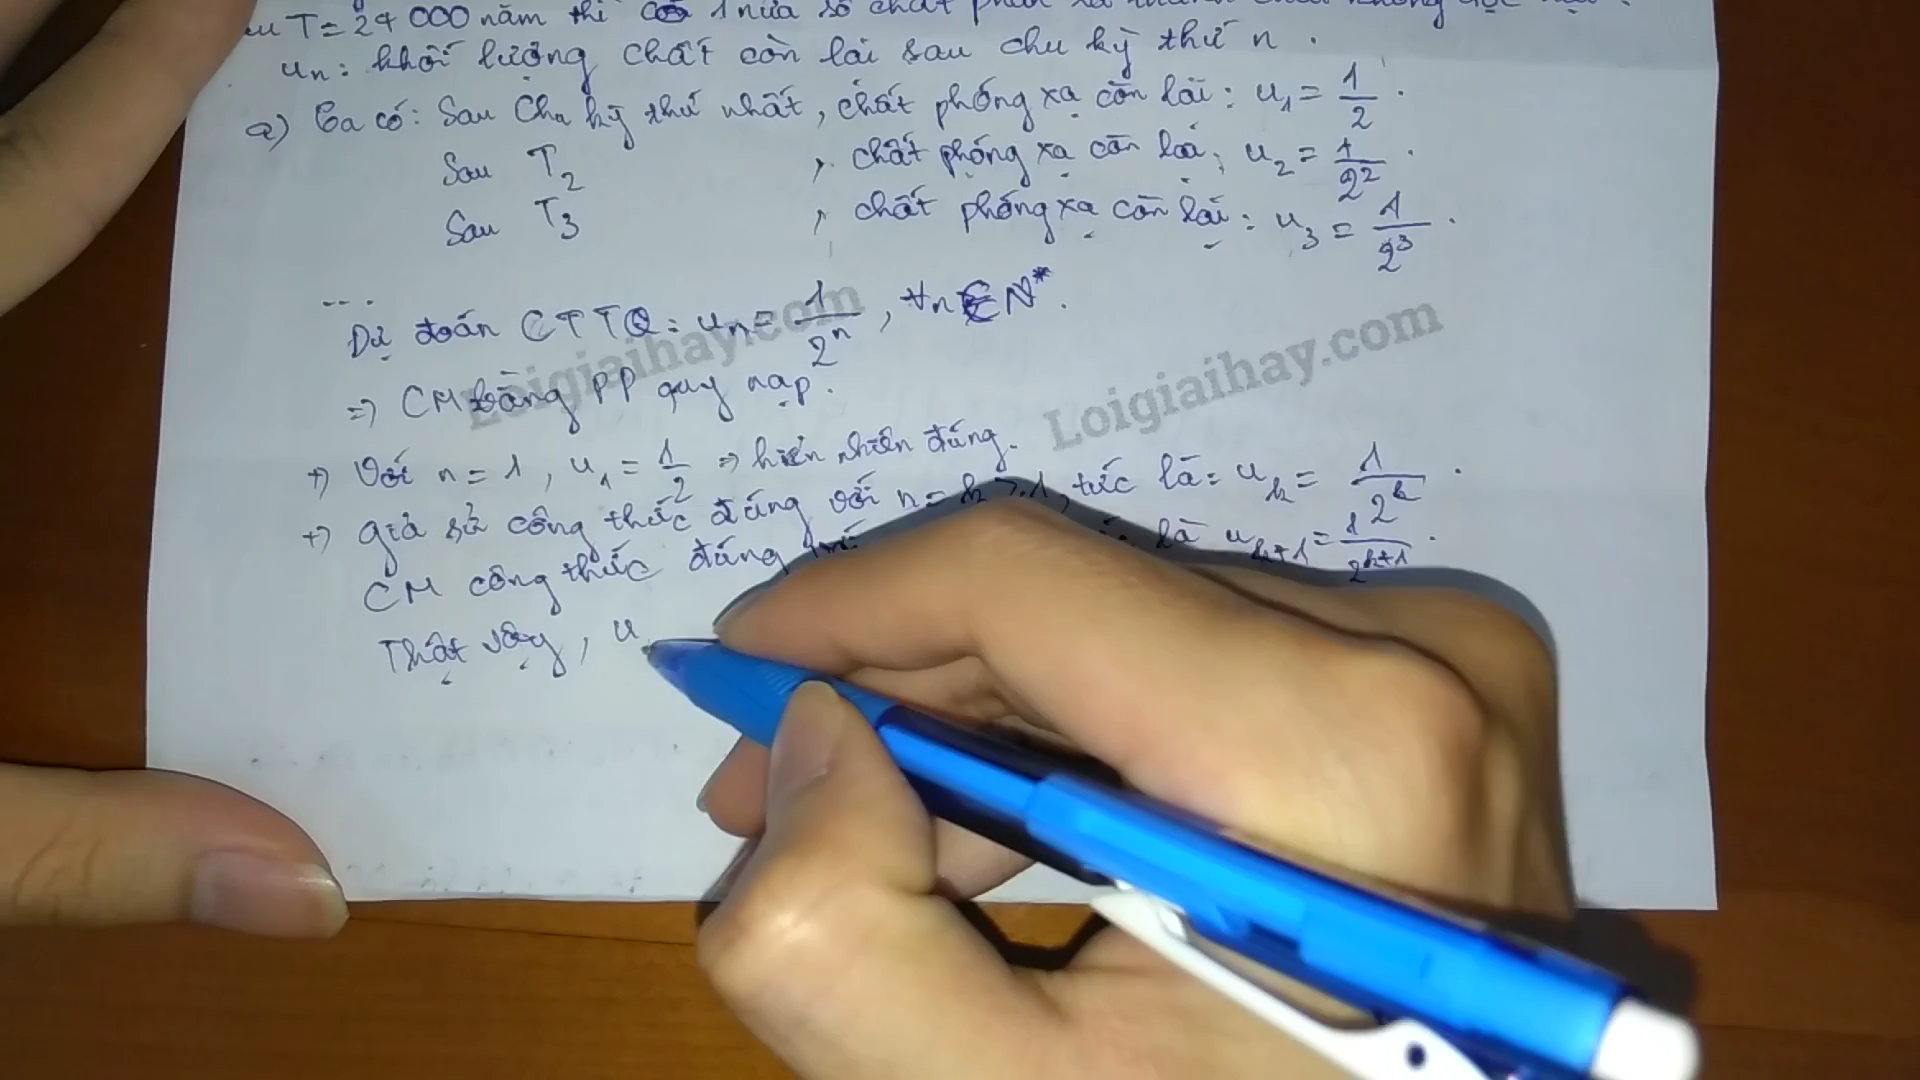 T = 24 000 năm thì 1 nửa số chất
uₙ: khối lượng chất còn lại sau chu kỳ thứ n.
a) Ta có: Sau Chu kỳ thứ nhất, chất phóng xạ còn lại: u₁ = 1/2.
Sau T₂, chất phóng xạ còn lại: u₂ = 1/2².
Sau T₃, chất phóng xạ còn lại: u₃ = 1/2³.
....
Dự đoán CTTQ: uₙ = 1/2ⁿ, ∀n ∈ N*.
=> CM bằng PP quy nạp.
+) Với n = 1, u₁ = 1/2 => hiển nhiên đúng.
+) Giả sử công thức đúng với n = k ≥ 1, tức là: uₖ = 1/2ᵏ.
CM công thức đúng là uₖ₊₁ = 1/2ᵏ⁺¹.
Thật vậy, u
Loigiaihay.com
Loigiaihay.com